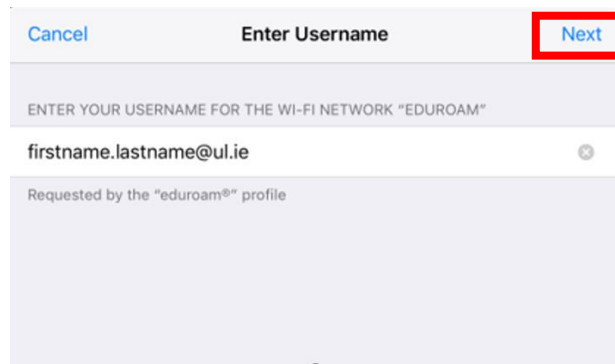 Cancel Enter Username Next
ENTER YOUR USERNAME FOR THE WI-FI NETWORK "EDUROAM"
firstname.lastname@ul.ie
Requested by the "eduroam®" profile